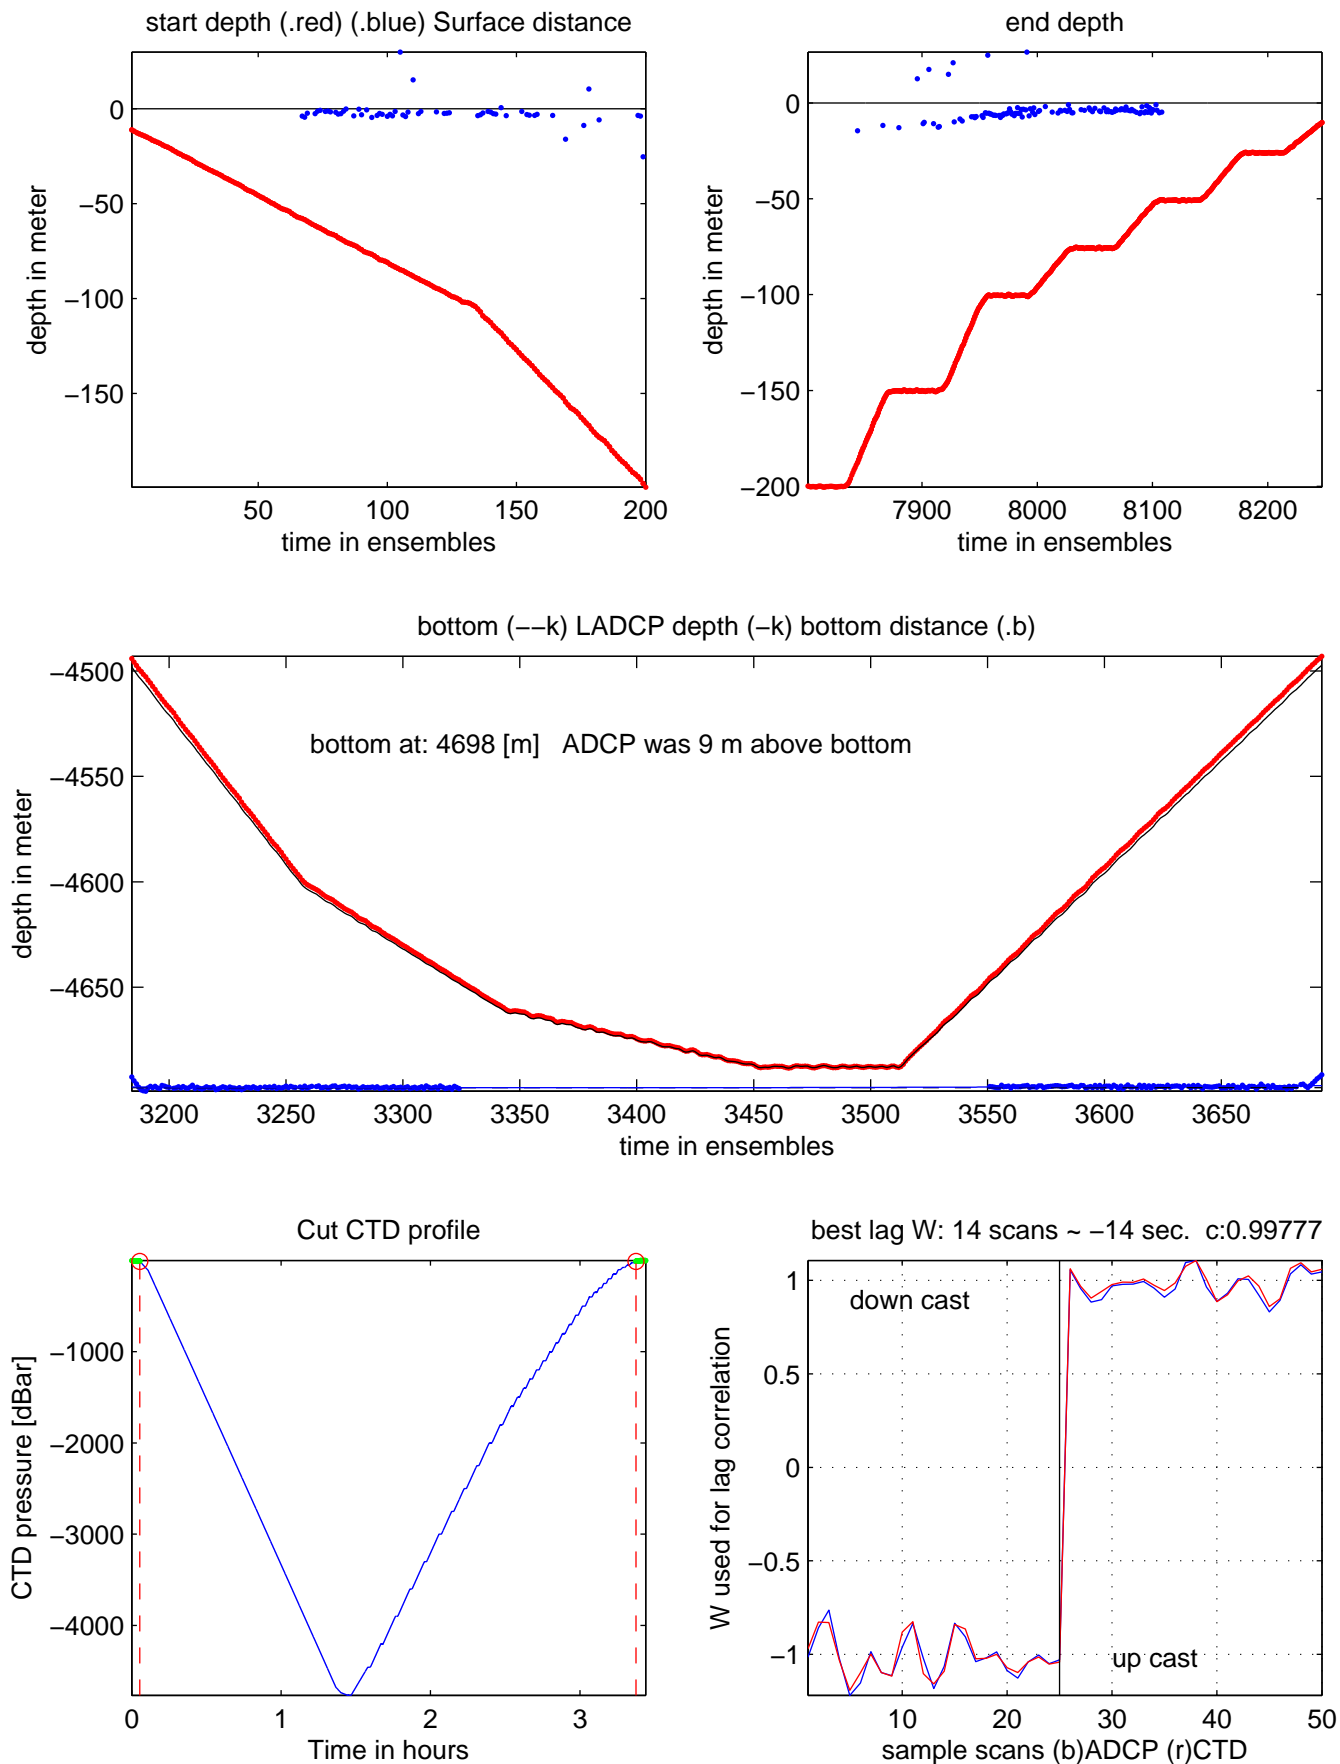 start depth (.red) (.blue) Surface distance
0
−50
−100
−150
depth in meter
50
100
150
200
time in ensembles
end depth
0
−50
−100
−150
−200
depth in meter
7900
8000
8100
8200
time in ensembles
bottom (−−k) LADCP depth (−k) bottom distance (.b)
bottom at: 4698 [m]   ADCP was 9 m above bottom
−4500
−4550
−4600
−4650
depth in meter
3200
3250
3300
3350
3400
3450
3500
3550
3600
3650
time in ensembles
Cut CTD profile
−1000
−2000
−3000
−4000
CTD pressure [dBar]
0
1
2
3
Time in hours
best lag W: 14 scans ~ −14 sec.  c:0.99777
down cast
up cast
1
0.5
0
−0.5
−1
W used for lag correlation
10
20
30
40
50
sample scans (b)ADCP (r)CTD